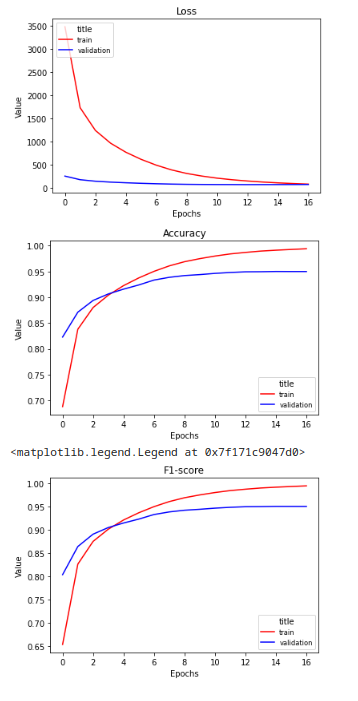 Loss
3500
3000
2500
2000
1500
1000
500
0
Value
title
train
validation
0 2 4 6 8 10 12 14 16
Epochs
Accuracy
1.00
0.95
0.90
0.85
0.80
0.75
0.70
Value
title
train
validation
0 2 4 6 8 10 12 14 16
Epochs
<matplotlib.legend.Legend at 0x7f171c9047d0>
F1-score
1.00
0.95
0.90
0.85
0.80
0.75
0.70
0.65
Value
title
train
validation
0 2 4 6 8 10 12 14 16
Epochs